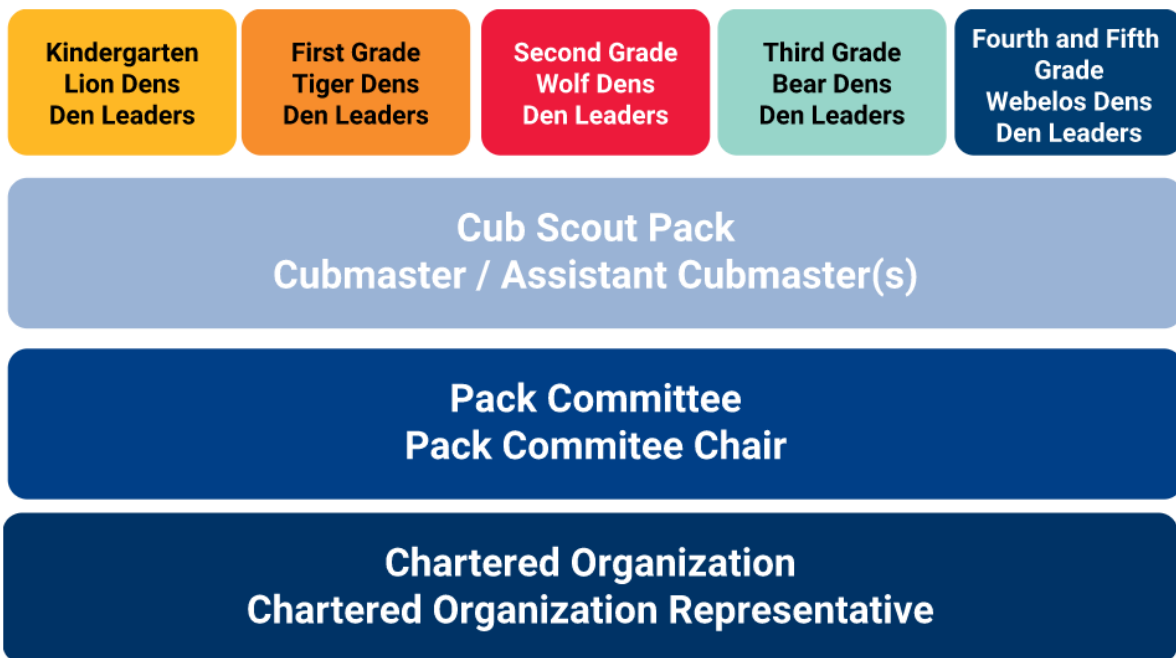 Kindergarten
Lion Dens
Den Leaders
First Grade
Tiger Dens
Den Leaders
Second Grade
Wolf Dens
Den Leaders
Third Grade
Bear Dens
Den Leaders
Fourth and Fifth
Grade
Webelos Dens
Den Leaders
Cub Scout Pack
Cubmaster / Assistant Cubmaster(s)
Pack Committee
Pack Commitee Chair
Chartered Organization
Chartered Organization Representative